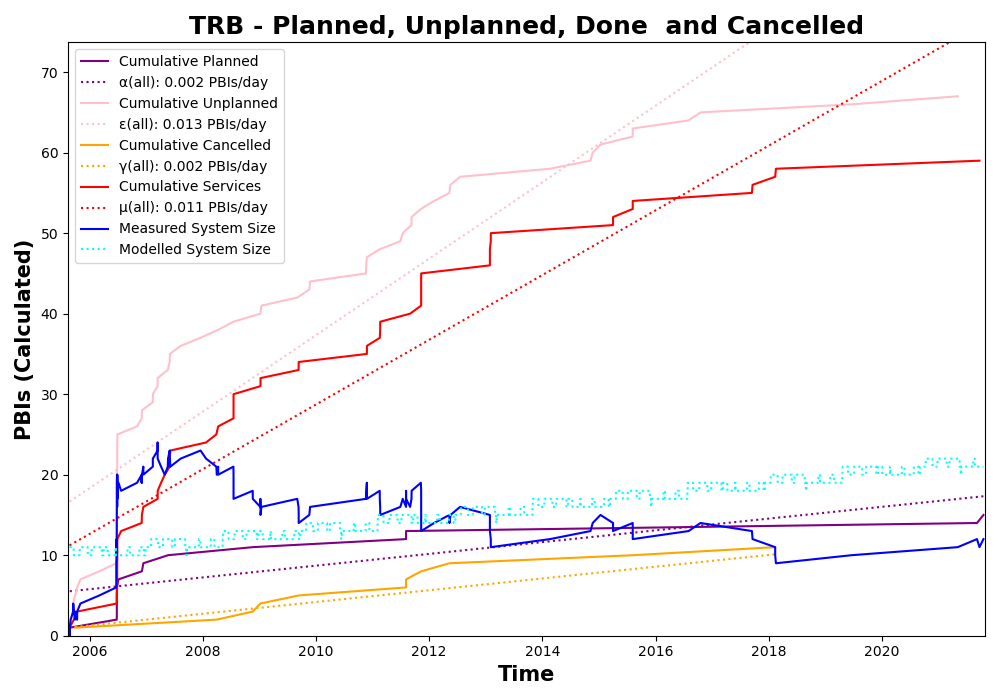 TRB - Planned, Unplanned, Done  and Cancelled
Cumulative Planned
α(all): 0.002 PBIs/day
Cumulative Unplanned
ε(all): 0.013 PBIs/day
Cumulative Cancelled
γ(all): 0.002 PBIs/day
Cumulative Services
μ(all): 0.011 PBIs/day
Measured System Size
Modelled System Size
PBIs (Calculated)
70
60
50
40
30
20
10
0
2006 2008 2010 2012 2014 2016 2018 2020
Time